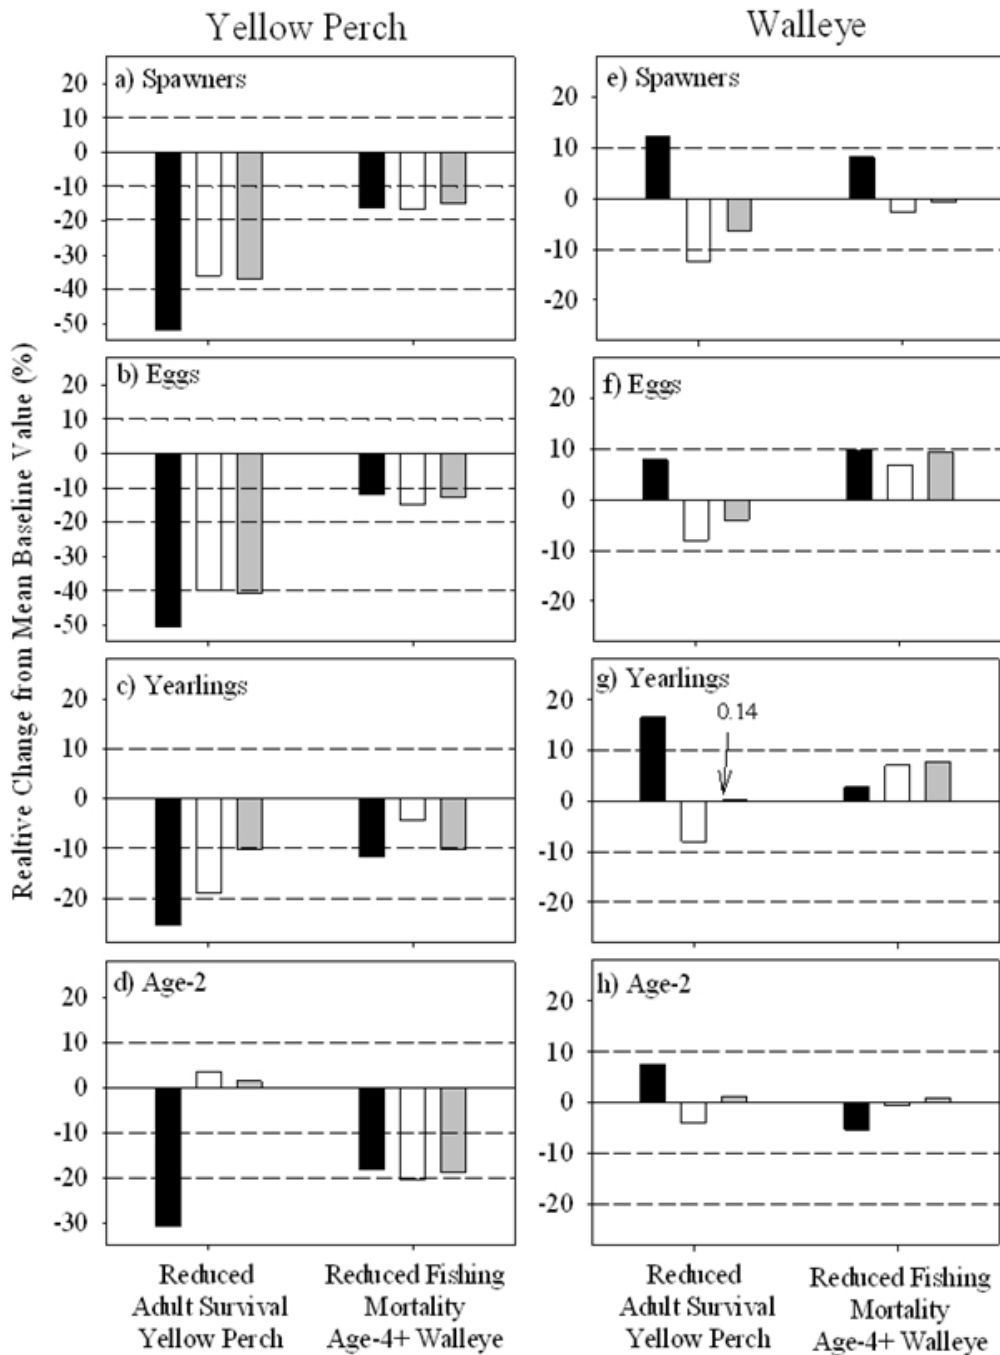 Yellow Perch
Walleye
Realtive Change from Mean Baseline Value (%)
a) Spawners
20
10
0
-10
-20
-30
-40
-50
e) Spawners
20
10
0
-10
-20
b) Eggs
20
10
0
-10
-20
-30
-40
-50
f) Eggs
20
10
0
-10
-20
c) Yearlings
20
10
0
-10
-20
g) Yearlings
0.14
20
10
0
-10
-20
d) Age-2
20
10
0
-10
-20
-30
h) Age-2
20
10
0
-10
-20
Reduced
Adult Survival
Yellow Perch
Reduced Fishing
Mortality
Age-4+ Walleye
Reduced
Adult Survival
Yellow Perch
Reduced Fishing
Mortality
Age-4+ Walleye